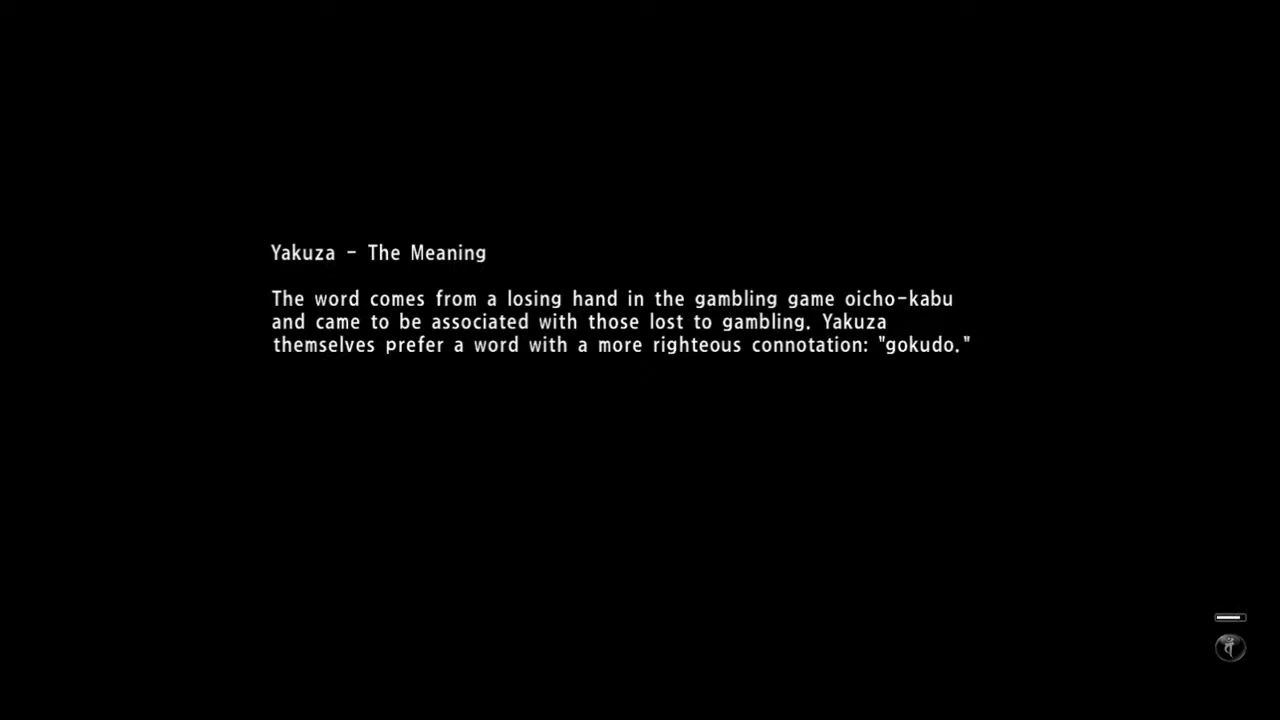 Yakuza - The Meaning
The word comes from a losing hand in the gambling game oicho-kabu
and came to be associated with those lost to gambling. Yakuza
themselves prefer a word with a more righteous connotation: "gokudo."